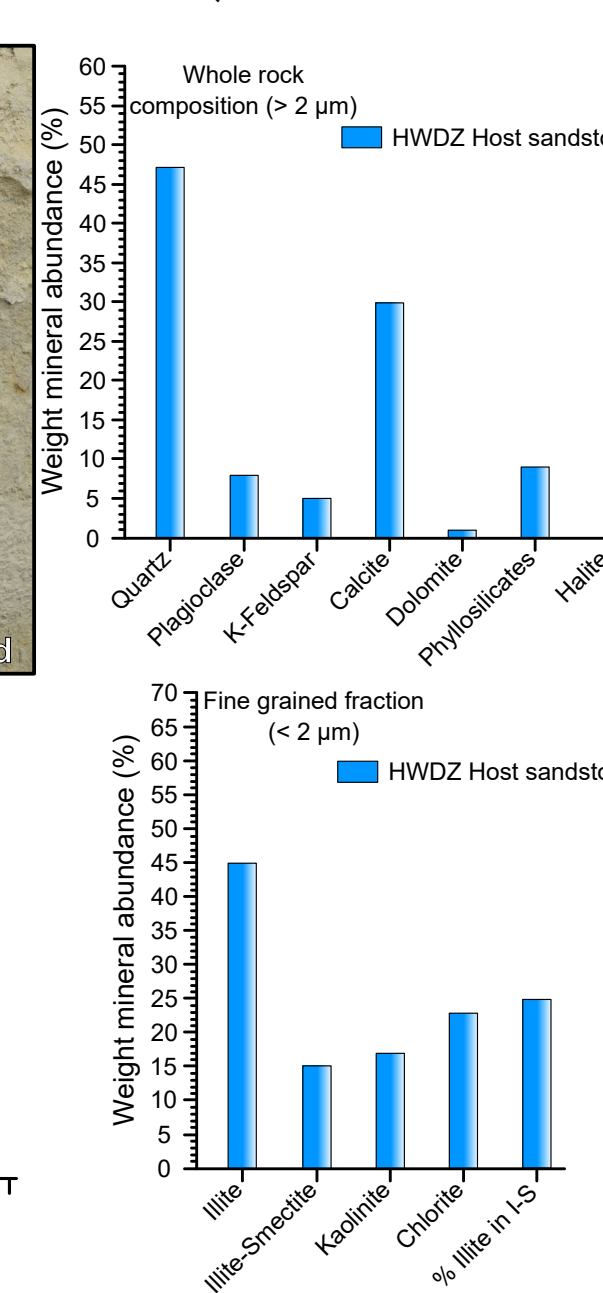 Whole rock
composition (> 2 µm)
HWDZ Host
Weight mineral abundance (%)
60
55
50
45
40
35
30
25
20
15
10
5
0
Quartz
Plagioclase
K-Feldspar
Calcite
Dolomite
Phyllosilicates
Halite
d
Fine grained fraction
(< 2 µm)
HWDZ Host
Weight mineral abundance (%)
70
65
60
55
50
45
40
35
30
25
20
15
10
5
0
Illite
Illite-Smectite
Kaolinite
Chlorite
% Illite in I-S